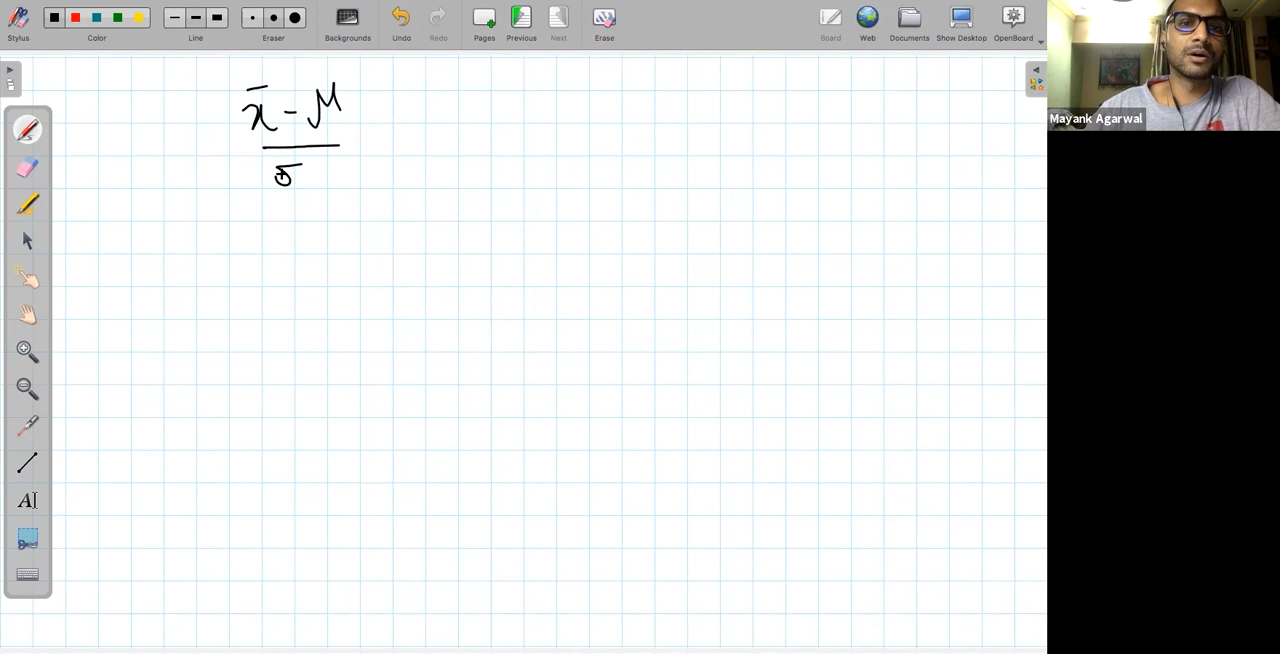 Stylus
Color
Line
Eraser
Backgrounds
Undo
Redo
Pages
Previous
Next
Erase
Board
Web
Documents
Show Desktop
OpenBoard
Mayank Agarwal
x̄ - μ
σ
A